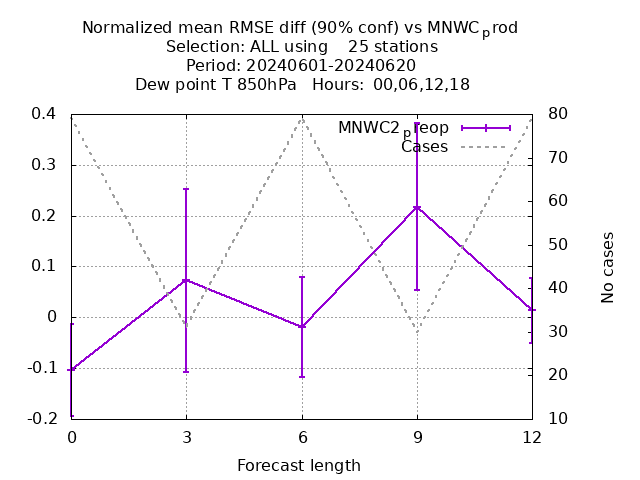 Normalized mean RMSE diff (90% conf) vs MNWCprod
Selection: ALL using    25 stations
Period: 20240601-20240620
Dew point T 850hPa   Hours: 00,06,12,18
0.4
0.3
0.2
0.1
0
-0.1
-0.2
MNWC2preop
Cases
80
70
60
50
40
30
20
10
No cases
0 3 6 9 12
Forecast length